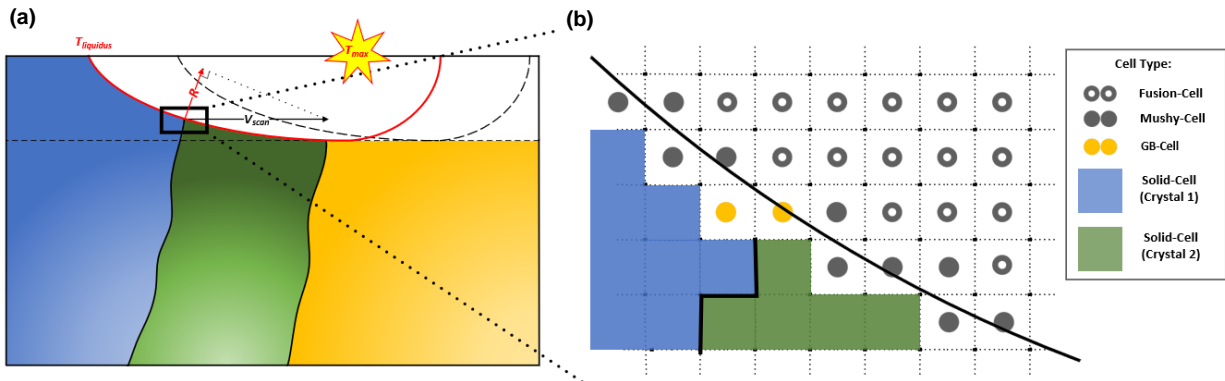 (a)
T_liquidus
T_max
R
V_scan
(b)
Cell Type:
Fusion-Cell
Mushy-Cell
GB-Cell
Solid-Cell
(Crystal 1)
Solid-Cell
(Crystal 2)